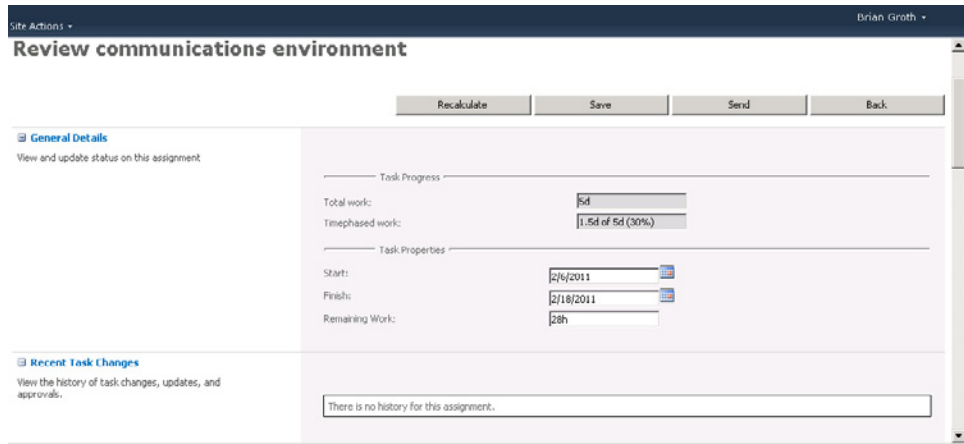 Brian Groth
Site Actions
Review communications environment
Recalculate Save Send Back
General Details
View and update status on this assignment
Task Progress
Total work: 5d
Timephased work: 1.5d of 5d (30%)
Task Properties
Start: 2/6/2011
Finish: 2/18/2011
Remaining Work: 28h
Recent Task Changes
View the history of task changes, updates, and
approvals.
There is no history for this assignment.